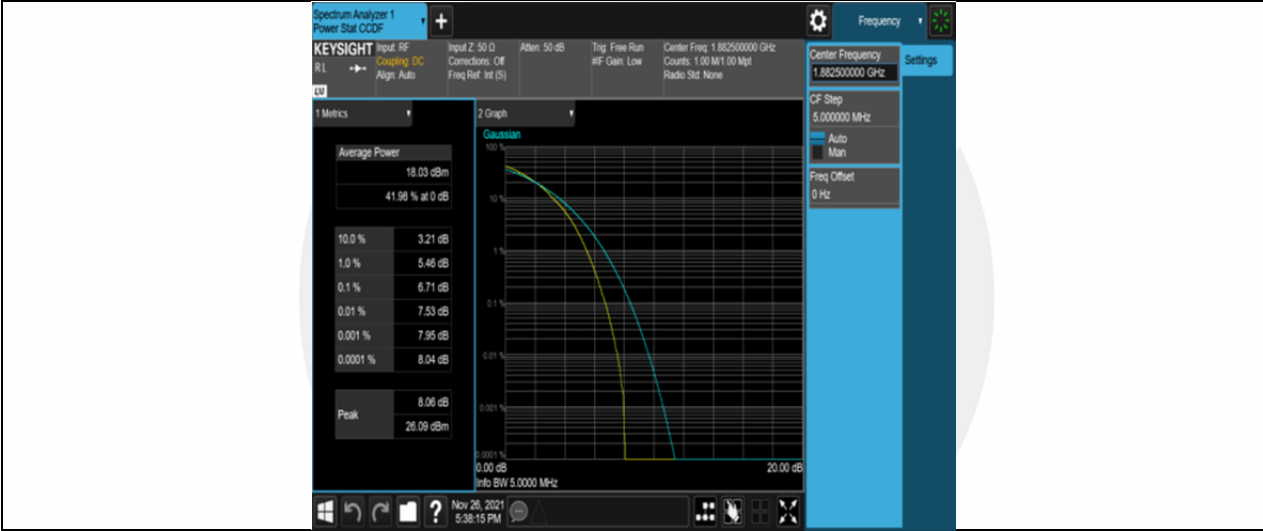 Spectrum Analyzer 1
Power Stat CCDF
+
Frequency
KEYSIGHT
RL
LV
Input: RF
Coupling: DC
Align: Auto
Input Z: 50 Ω
Corrections: Off
Freq Ref: Int (S)
Atten: 50 dB
Trig: Free Run
#IF Gain: Low
Center Freq: 1.882500000 GHz
Counts: 1.00 M/1.00 Mpt
Radio Std: None
Center Frequency
1.882500000 GHz
Settings
CF Step
5.000000 MHz
Auto
Man
Freq Offset
0 Hz
1 Metrics
Average Power
18.03 dBm
41.98 % at 0 dB
10.0 % 3.21 dB
1.0 % 5.46 dB
0.1 % 6.71 dB
0.01 % 7.53 dB
0.001 % 7.95 dB
0.0001 % 8.04 dB
Peak
8.06 dB
26.09 dBm
2 Graph
Gaussian
100 %
10 %
1 %
0.1 %
0.01 %
0.001 %
0.0001 %
0.00 dB 20.00 dB
Info BW 5.0000 MHz
?
Nov 26, 2021
5:38:15 PM